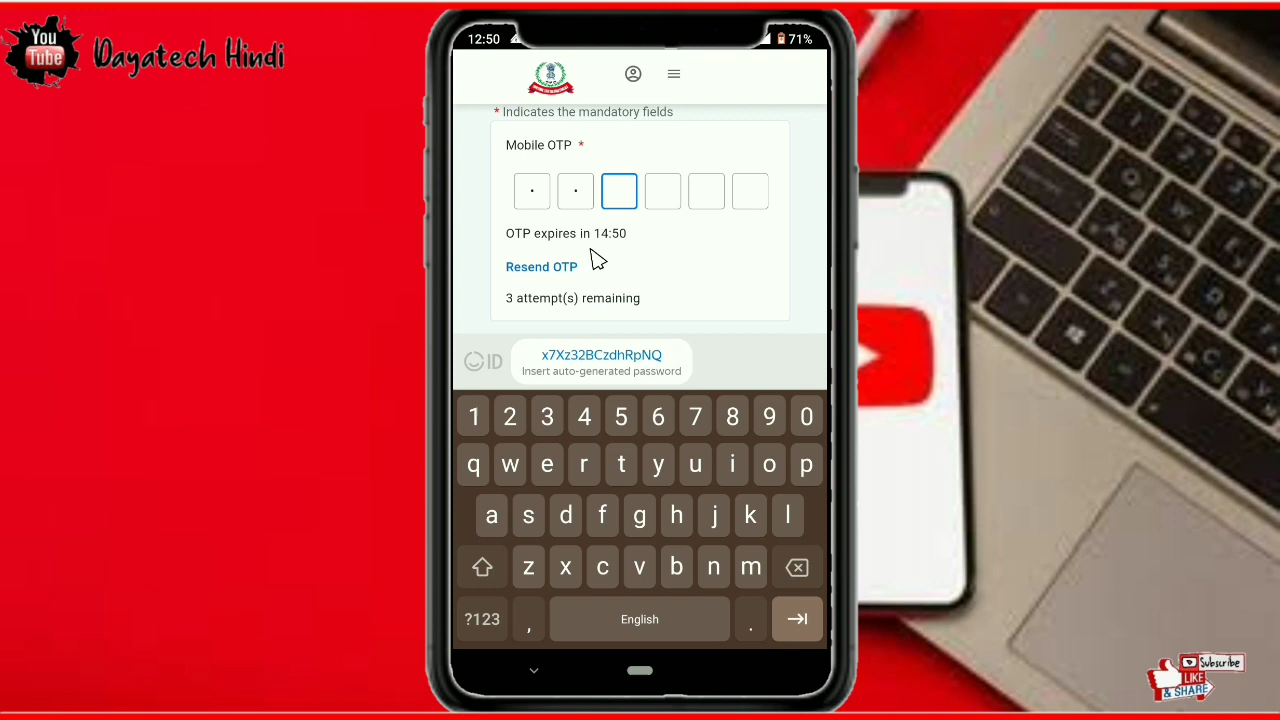 You
Tube
Dayatech Hindi
12:50
71%
* Indicates the mandatory fields
Mobile OTP *
OTP expires in 14:50
Resend OTP
3 attempt(s) remaining
ID
x7Xz32BCzdhRpNQ
Insert auto-generated password
1 2 3 4 5 6 7 8 9 0
q w e r t y u i o p
a s d f g h j k l
z x c v b n m
?123 , English .
Subscribe
LIKE
& SHARE